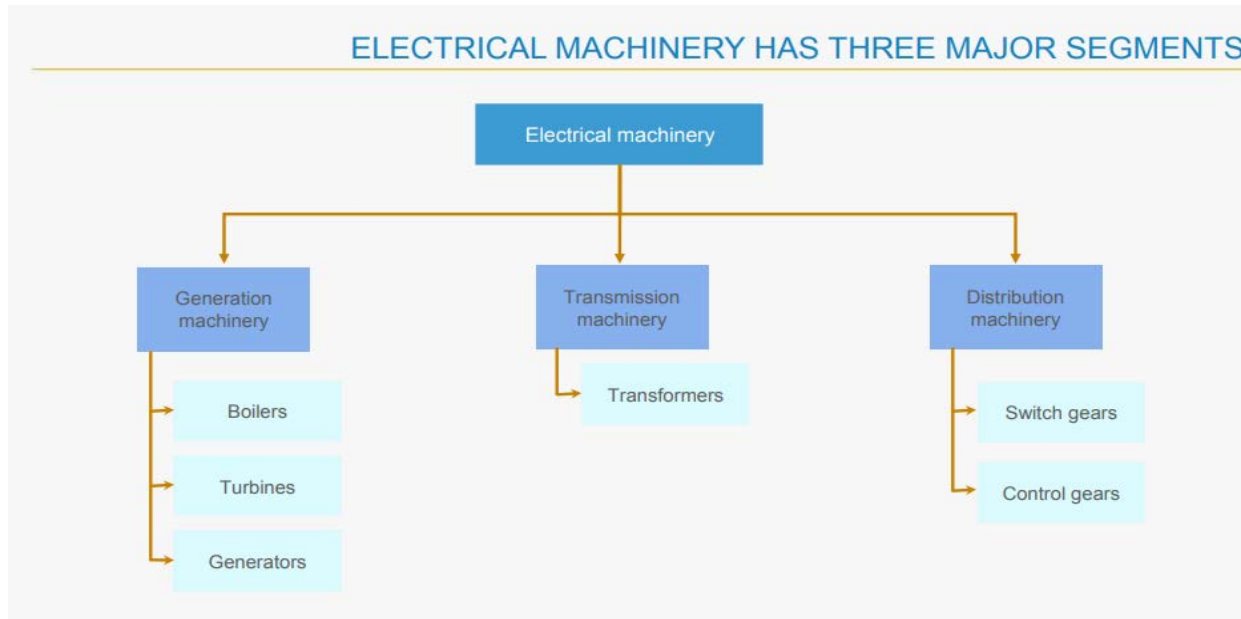 ELECTRICAL MACHINERY HAS THREE MAJOR SEGMENTS
Electrical machinery
Generation
machinery
Boilers
Turbines
Generators
Transmission
machinery
Transformers
Distribution
machinery
Switch gears
Control gears